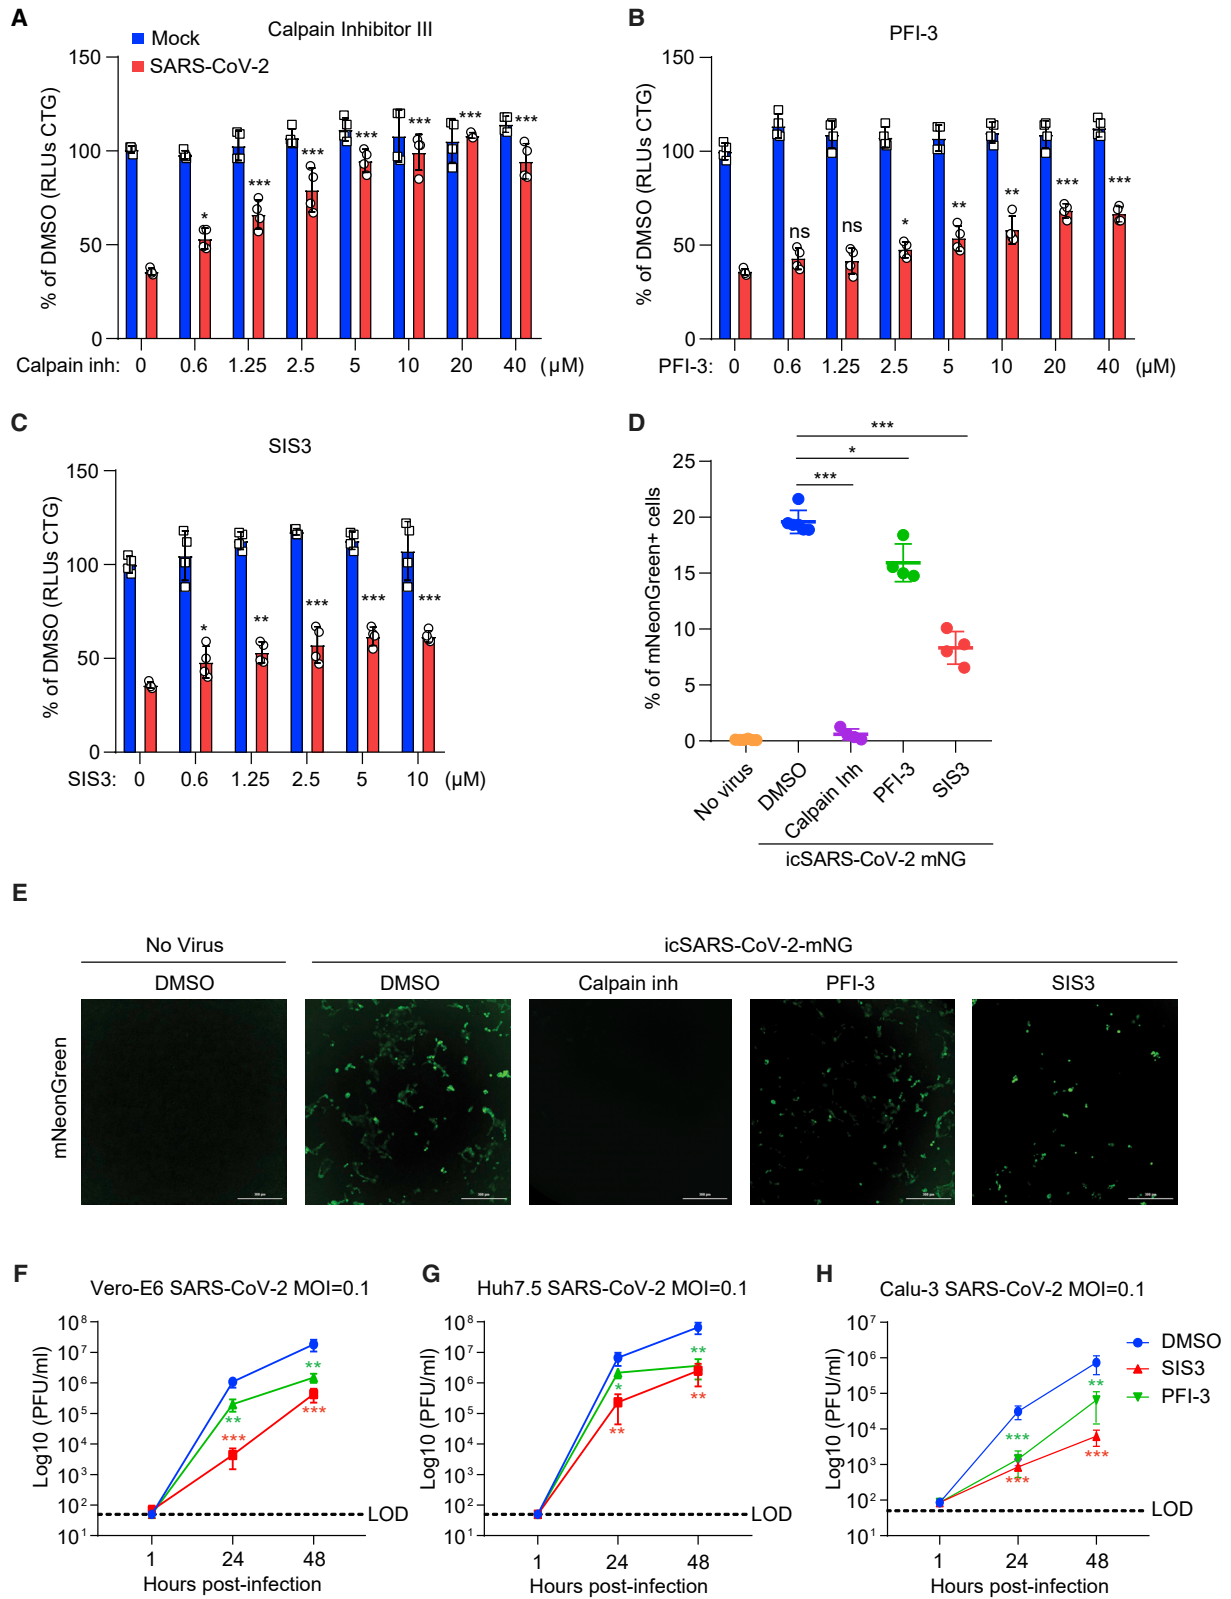 A
Calpain Inhibitor III
Mock
SARS-CoV-2
% of DMSO (RLUs CTG)
150
100
50
0
* *** *** *** *** *** ***
Calpain inh: 0 0.6 1.25 2.5 5 10 20 40 (µM)
B
PFI-3
% of DMSO (RLUs CTG)
150
100
50
0
ns ns * ** ** *** ***
PFI-3: 0 0.6 1.25 2.5 5 10 20 40 (µM)
C
SIS3
% of DMSO (RLUs CTG)
150
100
50
0
* ** *** *** ***
SIS3: 0 0.6 1.25 2.5 5 10 (µM)
D
% of mNeonGreen+ cells
25
20
15
10
5
0
***
*
***
No virus DMSO Calpain Inh PFI-3 SIS3
icSARS-CoV-2 mNG
E
No Virus icSARS-CoV-2-mNG
DMSO DMSO Calpain inh PFI-3 SIS3
mNeonGreen
F
Vero-E6 SARS-CoV-2 MOI=0.1
Log10 (PFU/ml)
10⁸
10⁷
10⁶
10⁵
10⁴
10³
10²
10¹
**
**
***
***
LOD
1 24 48
Hours post-infection
G
Huh7.5 SARS-CoV-2 MOI=0.1
Log10 (PFU/ml)
10⁸
10⁷
10⁶
10⁵
10⁴
10³
10²
10¹
**
*
**
**
LOD
1 24 48
Hours post-infection
H
Calu-3 SARS-CoV-2 MOI=0.1
Log10 (PFU/ml)
10⁷
10⁶
10⁵
10⁴
10³
10²
10¹
**
***
***
***
LOD
1 24 48
Hours post-infection
DMSO
SIS3
PFI-3